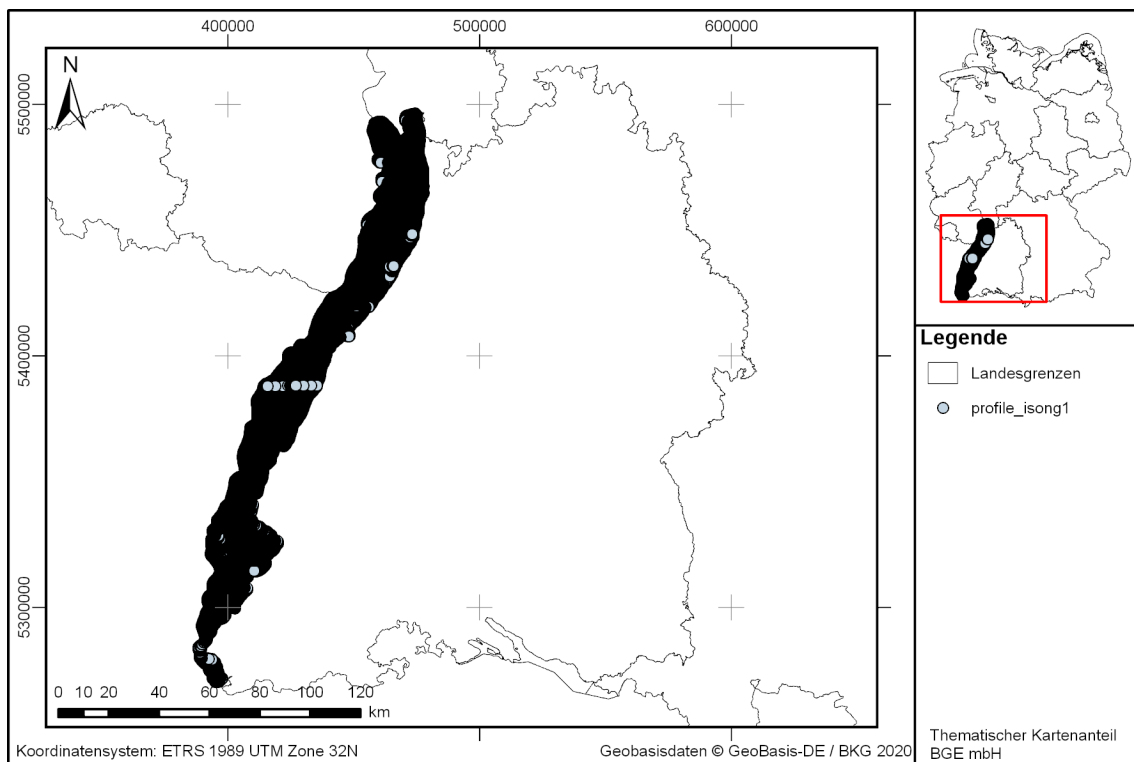 400000
500000
600000
N
5500000
5400000
5300000
0 10 20 40 60 80 100 120
km
Koordinatensystem: ETRS 1989 UTM Zone 32N
Geobasisdaten © GeoBasis-DE / BKG 2020
Legende
Landesgrenzen
profile_isong1
Thematischer Kartenanteil
BGE mbH